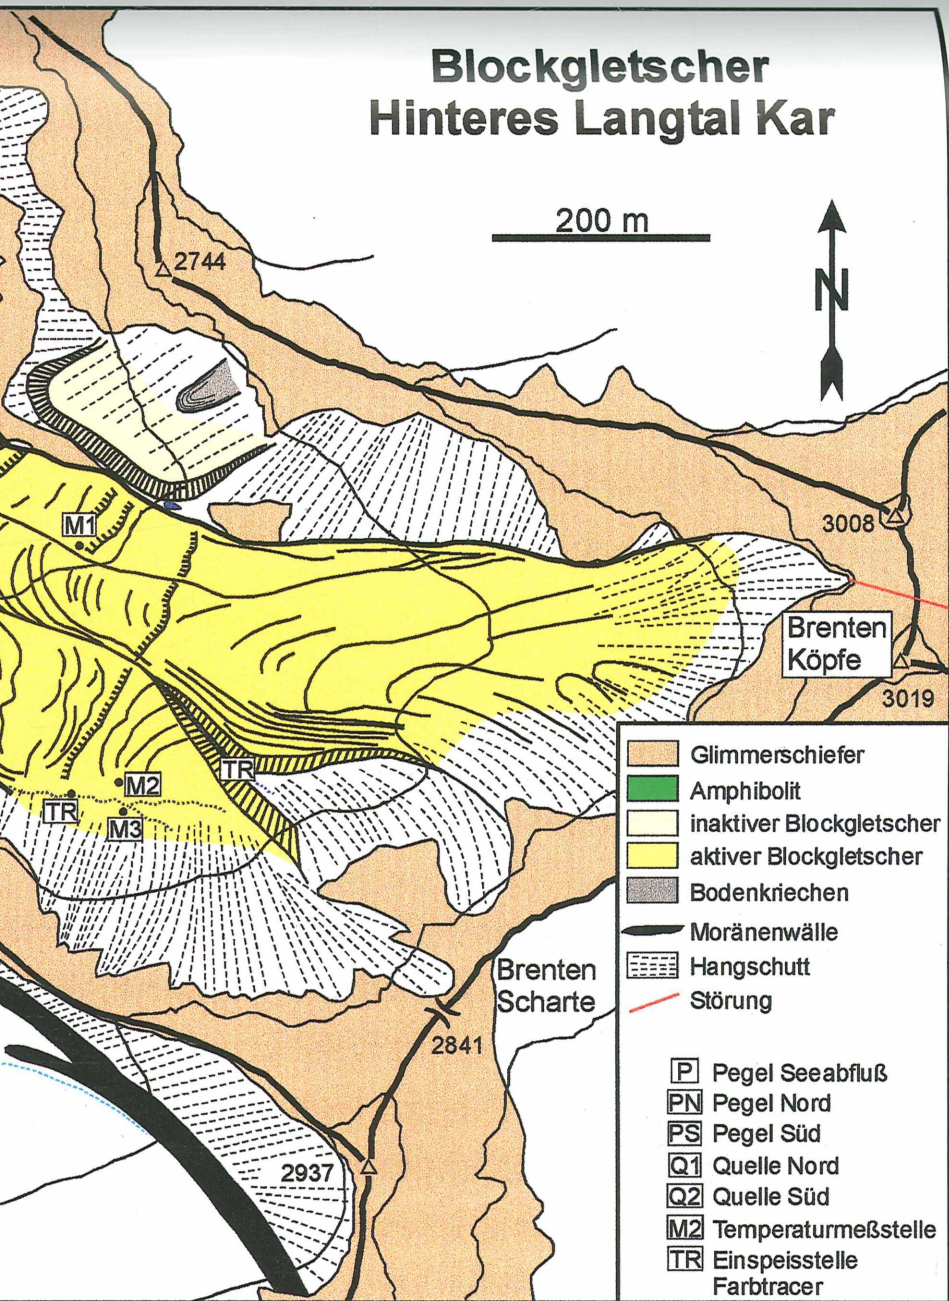 Blockgletscher
Hinteres Langtal Kar
200 m
N
2744
M1
3008
Brenten
Köpfe
3019
TR
M2
TR
M3
Brenten
Scharte
2841
2937
Glimmerschiefer
Amphibolit
inaktiver Blockgletscher
aktiver Blockgletscher
Bodenkriechen
Moränenwälle
Hangschutt
Störung
P Pegel Seeabfluß
PN Pegel Nord
PS Pegel Süd
Q1 Quelle Nord
Q2 Quelle Süd
M2 Temperaturmeßstelle
TR Einspeisstelle
Farbtracer